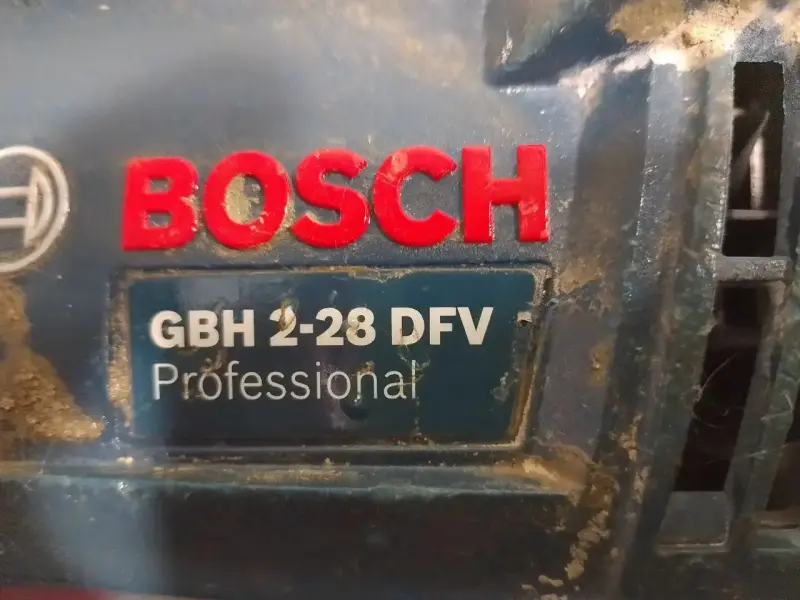 BOSCH
GBH 2-28 DFV
Professional